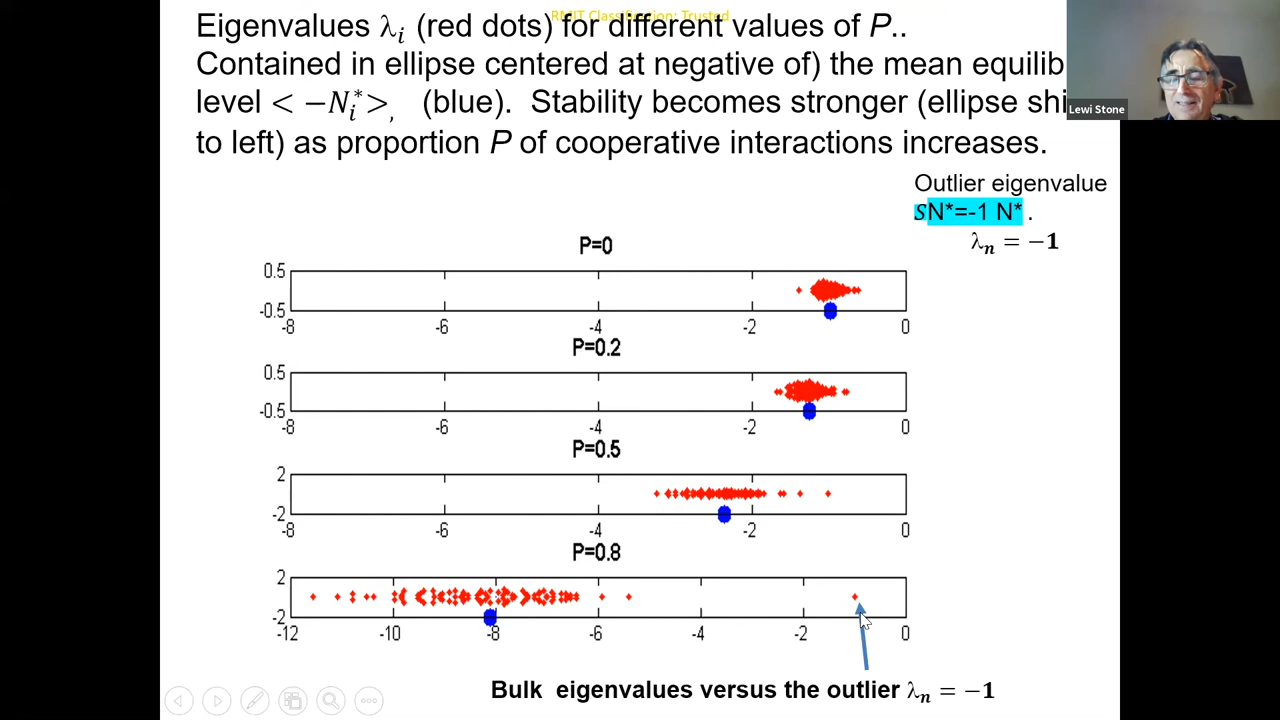 RMIT Classification: Trusted
Eigenvalues λᵢ (red dots) for different values of P..
Contained in ellipse centered at negative of) the mean equilib
level < −Nᵢ* >, (blue). Stability becomes stronger (ellipse shi
to left) as proportion P of cooperative interactions increases.
Lewi Stone
Outlier eigenvalue
SN*=-1 N* .
λₙ = −1
P=0
0.5
-0.5
-8 -6 -4 -2 0
P=0.2
0.5
-0.5
-8 -6 -4 -2 0
P=0.5
2
-2
-8 -6 -4 -2 0
P=0.8
2
-2
-12 -10 -8 -6 -4 -2 0
Bulk eigenvalues versus the outlier λₙ = −1